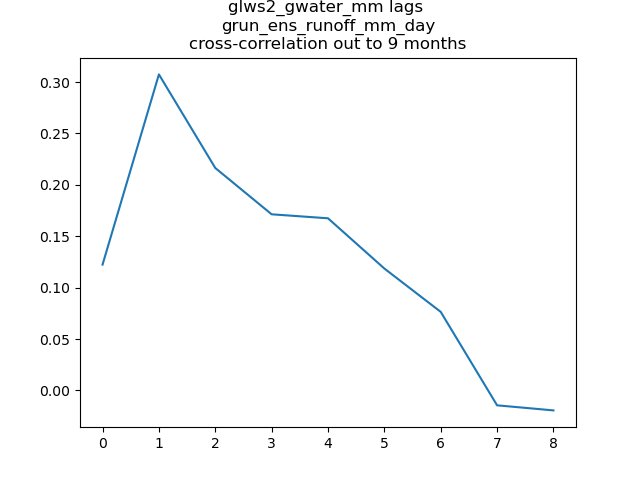 glws2_gwater_mm lags
grun_ens_runoff_mm_day
cross-correlation out to 9 months
0.30
0.25
0.20
0.15
0.10
0.05
0.00
0 1 2 3 4 5 6 7 8